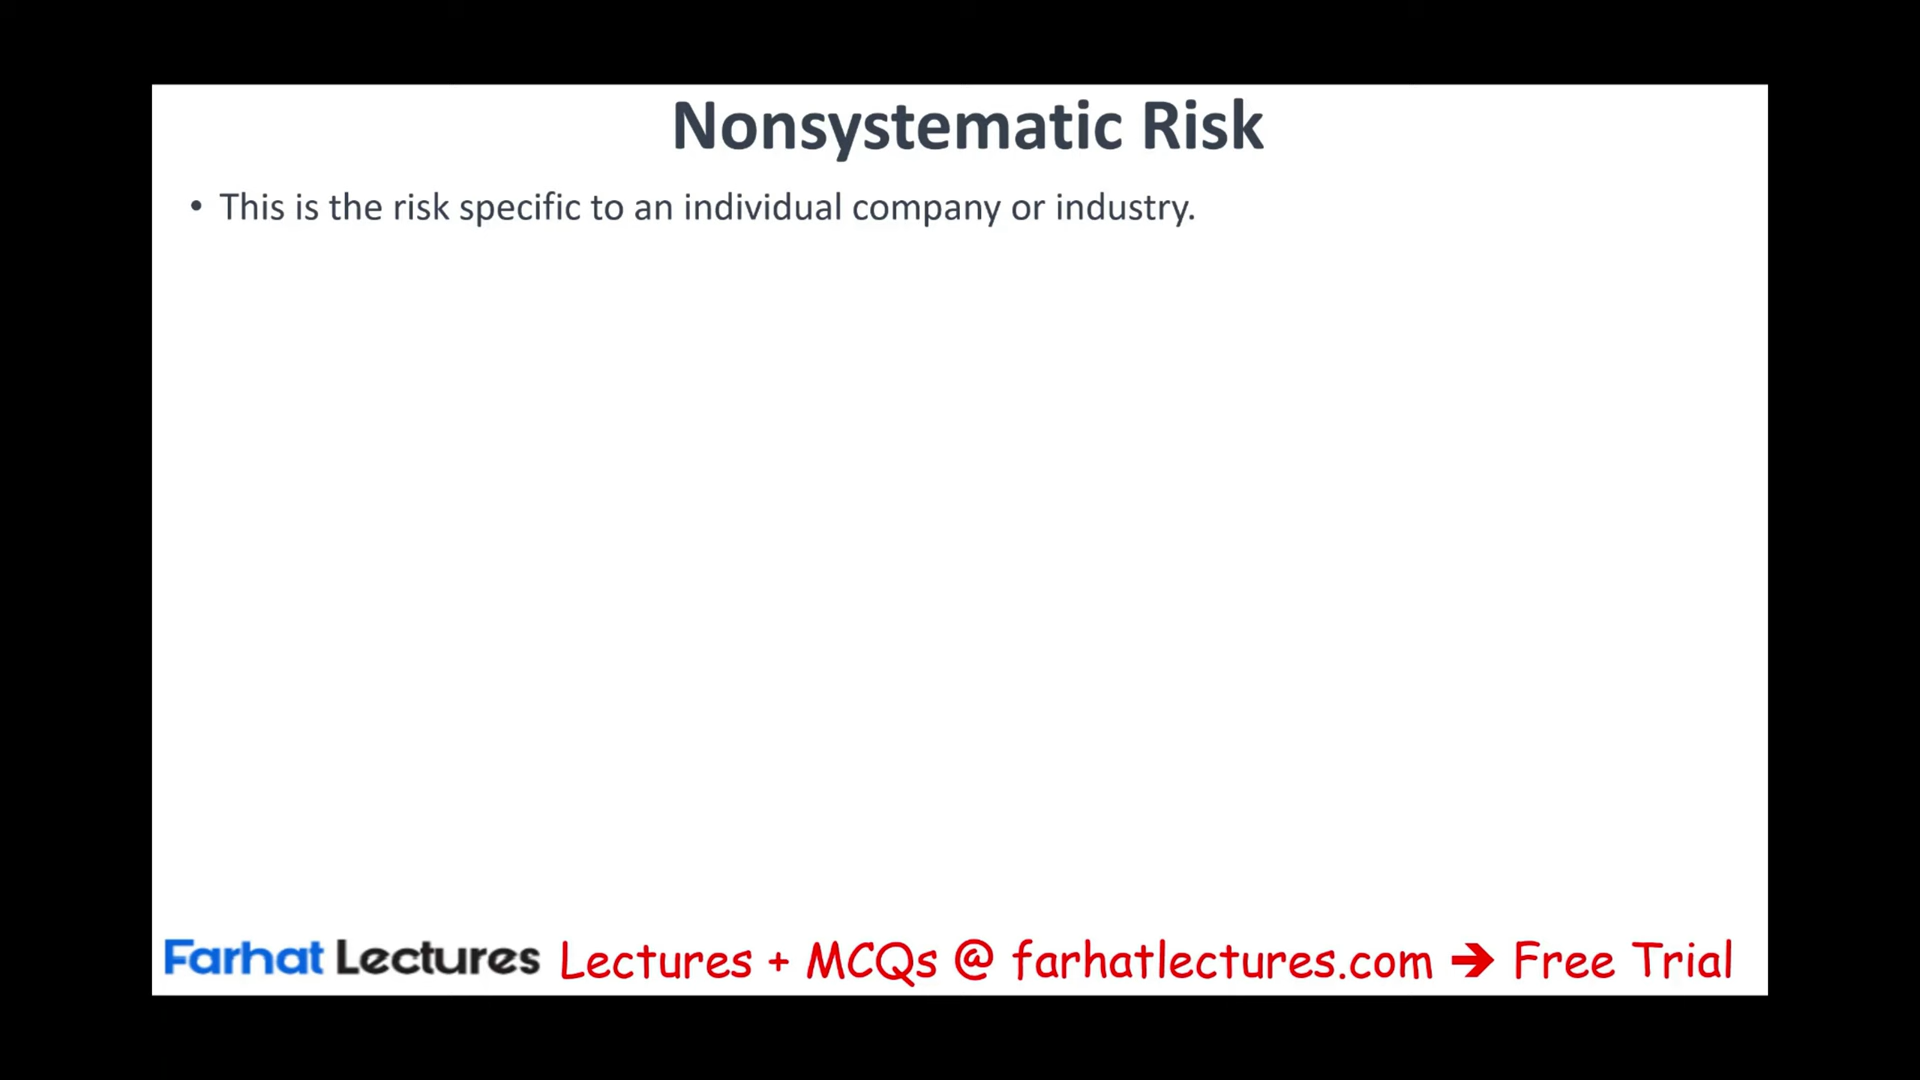 Nonsystematic Risk
• This is the risk specific to an individual company or industry.
Farhat Lectures Lectures + MCQs @ farhatlectures.com ➔ Free Trial